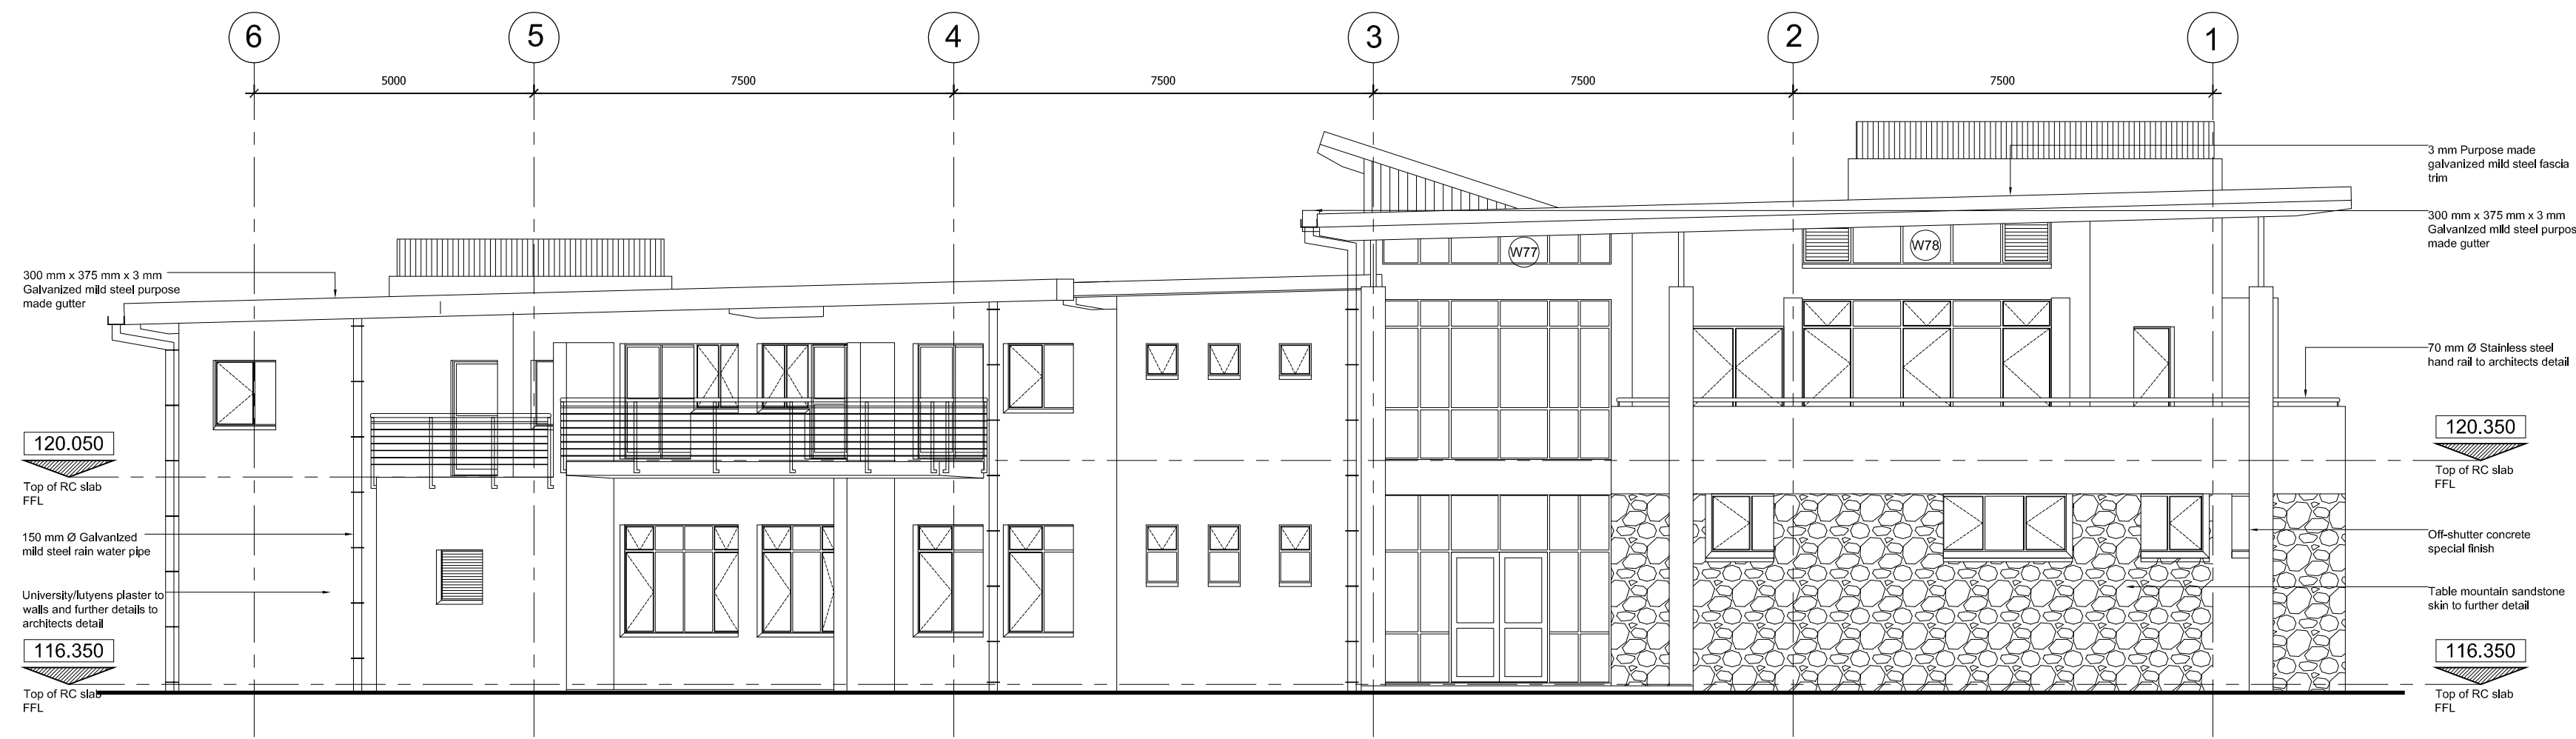 6
5
4
3
2
1
5000
7500
7500
7500
7500
3 mm Purpose made
galvanized mild steel fascia
trim
300 mm x 375 mm x 3 mm
Galvanized mild steel purpos
made gutter
W77
W78
300 mm x 375 mm x 3 mm
Galvanized mild steel purpose
made gutter
70 mm Ø Stainless steel
hand rail to architects detail
120.050
Top of RC slab
FFL
120.350
Top of RC slab
FFL
150 mm Ø Galvanized
mild steel rain water pipe
Off-shutter concrete
special finish
University/lutyens plaster to
walls and further details to
architects detail
Table mountain sandstone
skin to further detail
116.350
Top of RC slab
FFL
116.350
Top of RC slab
FFL